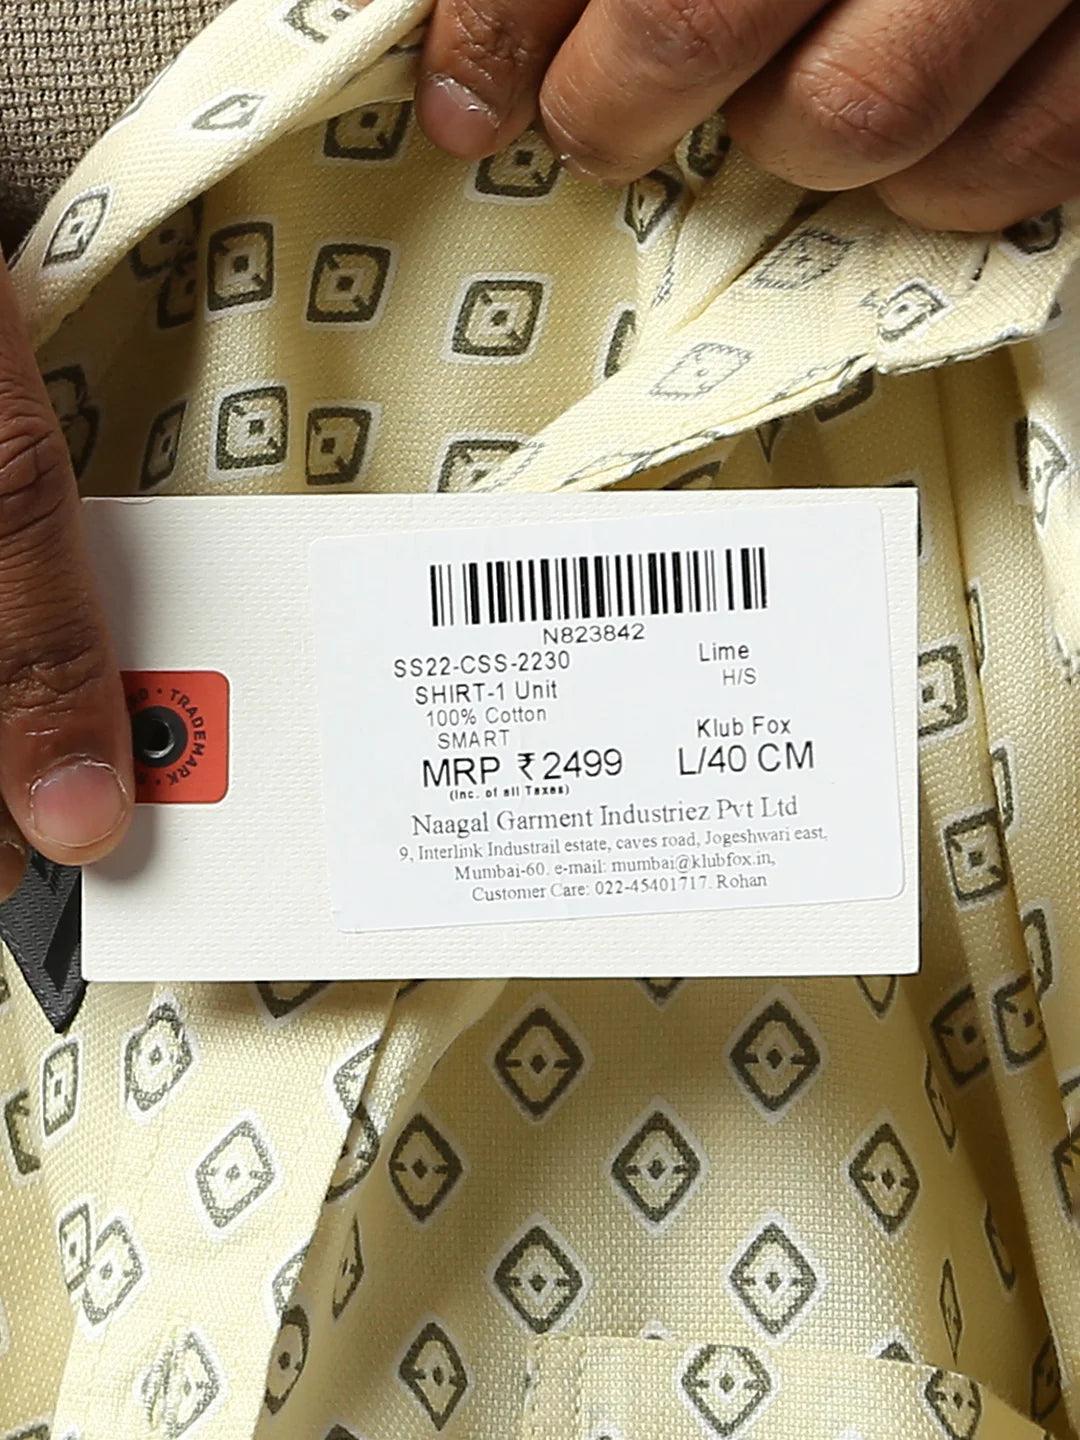 N823842
SS22-CSS-2230
Lime
SHIRT-1 Unit
H/S
100% Cotton
SMART
Klub Fox
MRP ₹ 2499
L/40 CM
(Inc. of all Taxes)
Naagal Garment Industriez Pvt Ltd
9, Interlink Industrail estate, caves road, Jogeshwari east,
Mumbai-60. e-mail: mumbai@klubfox.in,
Customer Care: 022-45401717. Rohan
TRADEMARK